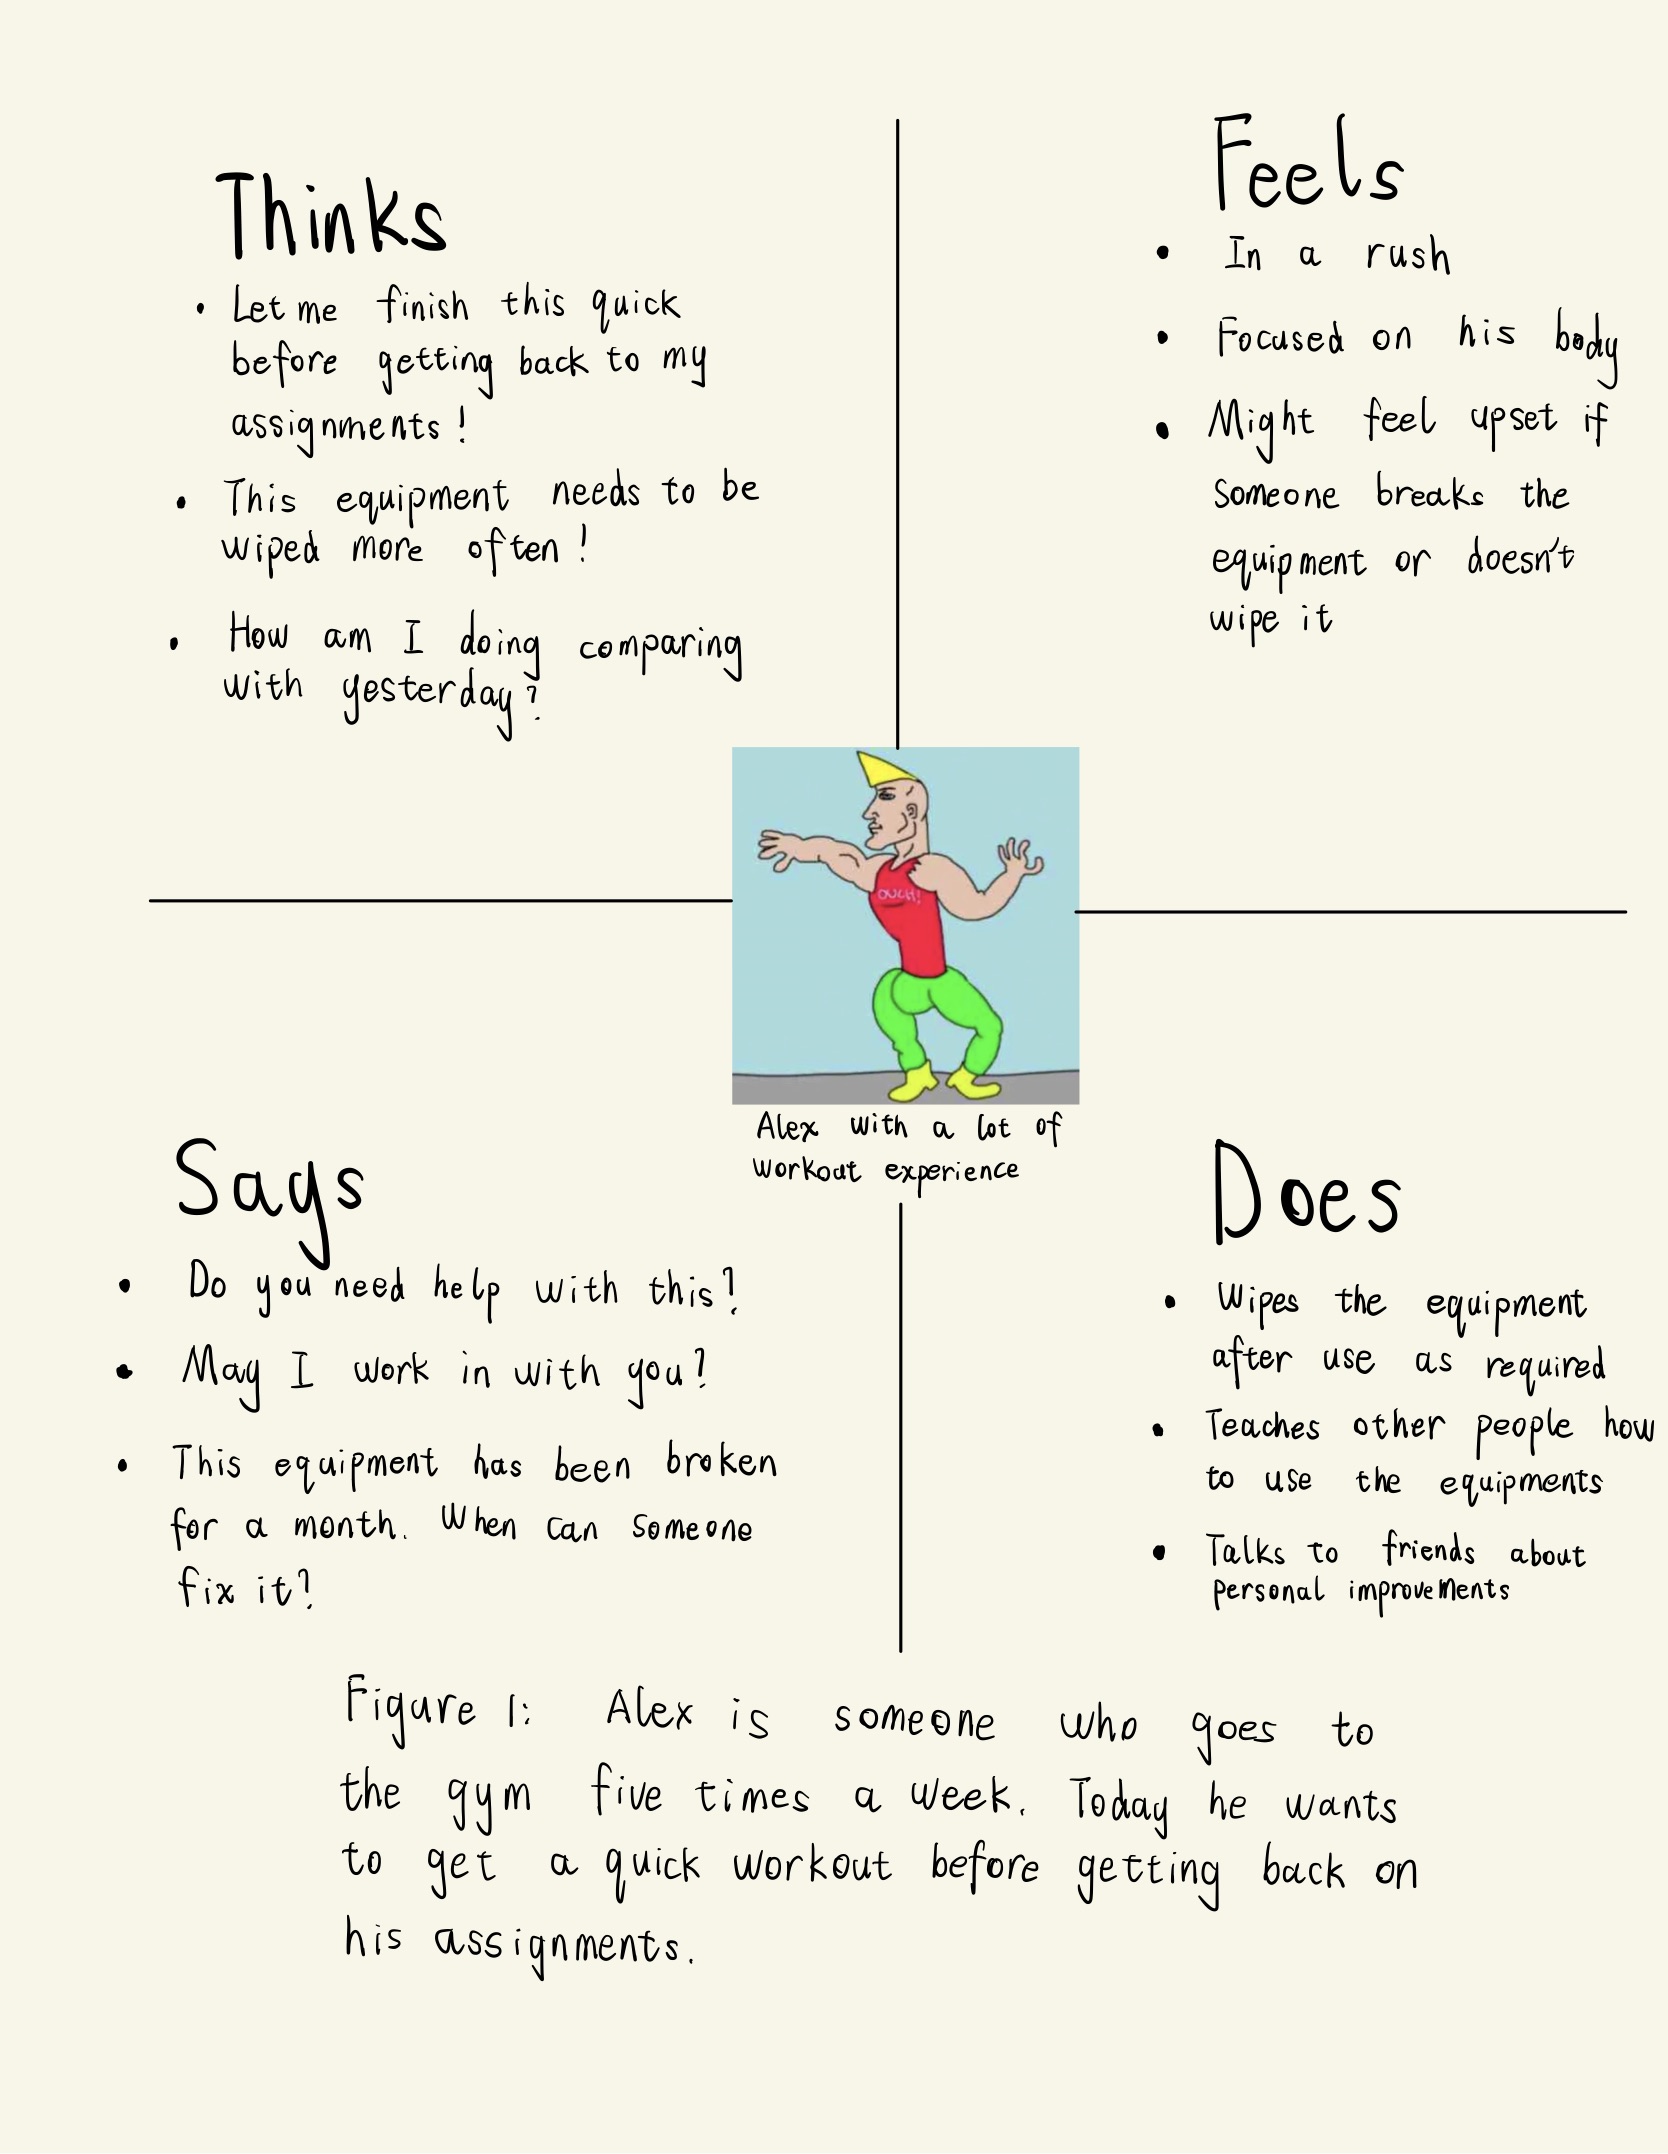 Thinks
• Let me finish this quick
before getting back to my
assignments!
• This equipment needs to be
wiped more often!
• How am I doing comparing
with yesterday?
Feels
• In a rush
• Focused on his body
• Might feel upset if
someone breaks the
equipment or doesn't
wipe it
OUCH!
Alex with a lot of
workout experience
Says
• Do you need help with this?
• May I work in with you?
• This equipment has been broken
for a month. When can someone
fix it?
Does
• Wipes the equipment
after use as required
• Teaches other people how
to use the equipments
• Talks to friends about
personal improvements
Figure 1: Alex is someone who goes to
the gym five times a week. Today he wants
to get a quick workout before getting back on
his assignments.